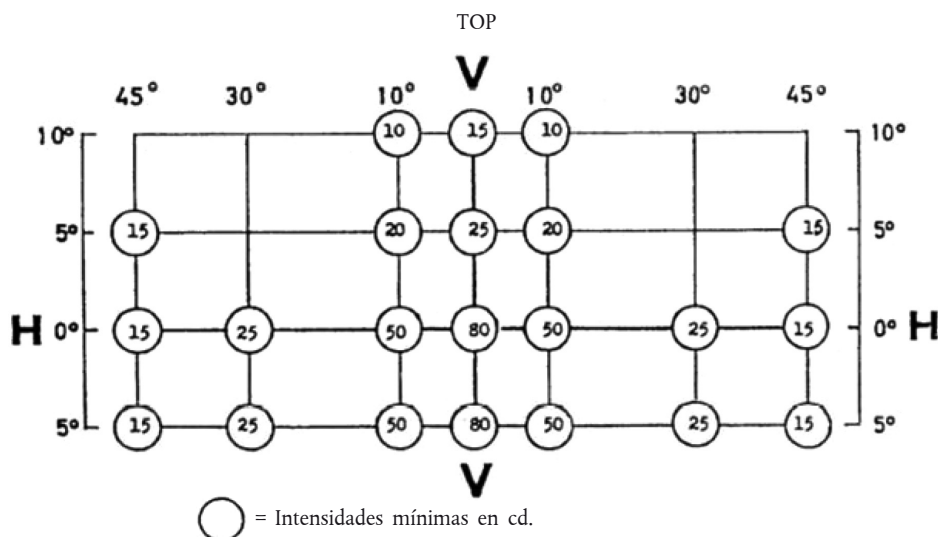 TOP
V
45° 30° 10° 10° 30° 45°
10° 10 15 10 10°
5° 15 20 25 20 15 5°
H 0° 15 25 50 80 50 25 15 0° H
5° 15 25 50 80 50 25 15 5°
V
= Intensidades mínimas en cd.